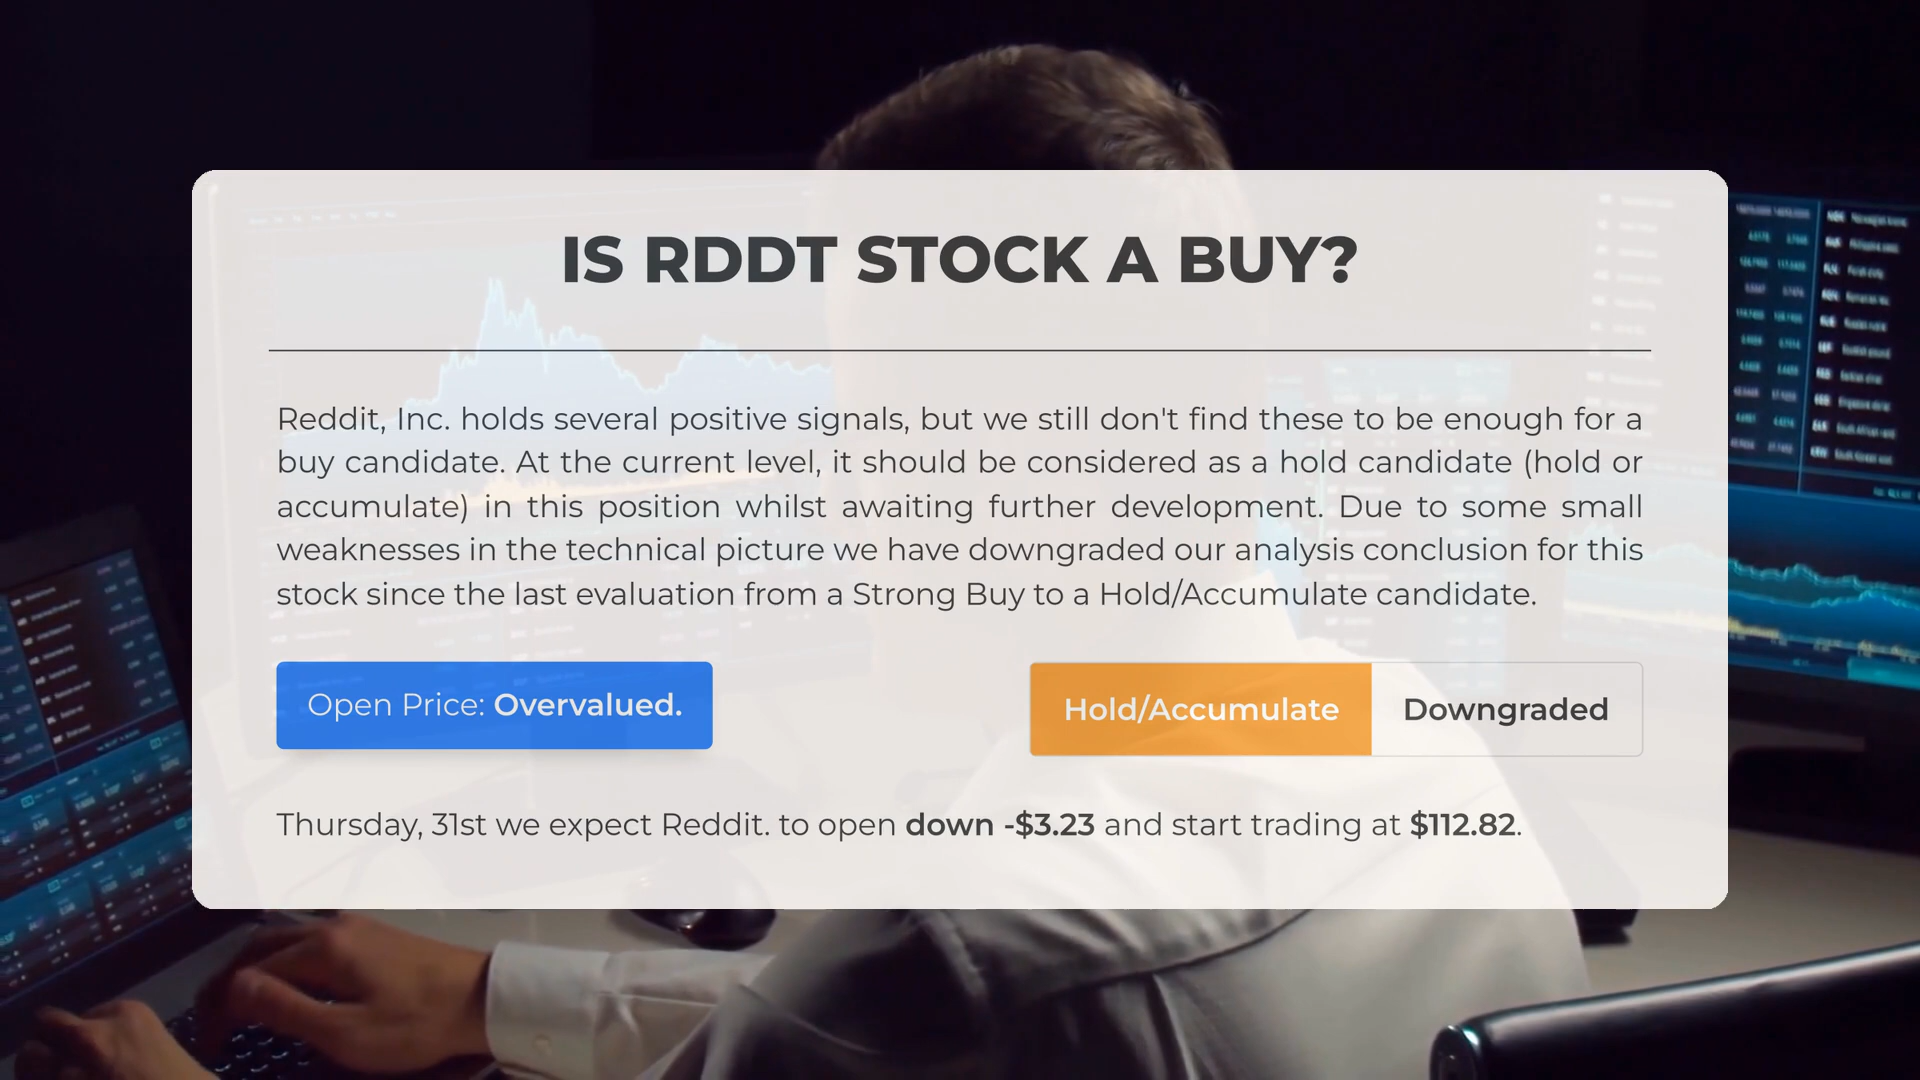 IS RDDT STOCK A BUY?
Reddit, Inc. holds several positive signals, but we still don't find these to be enough for a
buy candidate. At the current level, it should be considered as a hold candidate (hold or
accumulate) in this position whilst awaiting further development. Due to some small
weaknesses in the technical picture we have downgraded our analysis conclusion for this
stock since the last evaluation from a Strong Buy to a Hold/Accumulate candidate.
Open Price: Overvalued.
Hold/Accumulate Downgraded
Thursday, 31st we expect Reddit. to open down -$3.23 and start trading at $112.82.